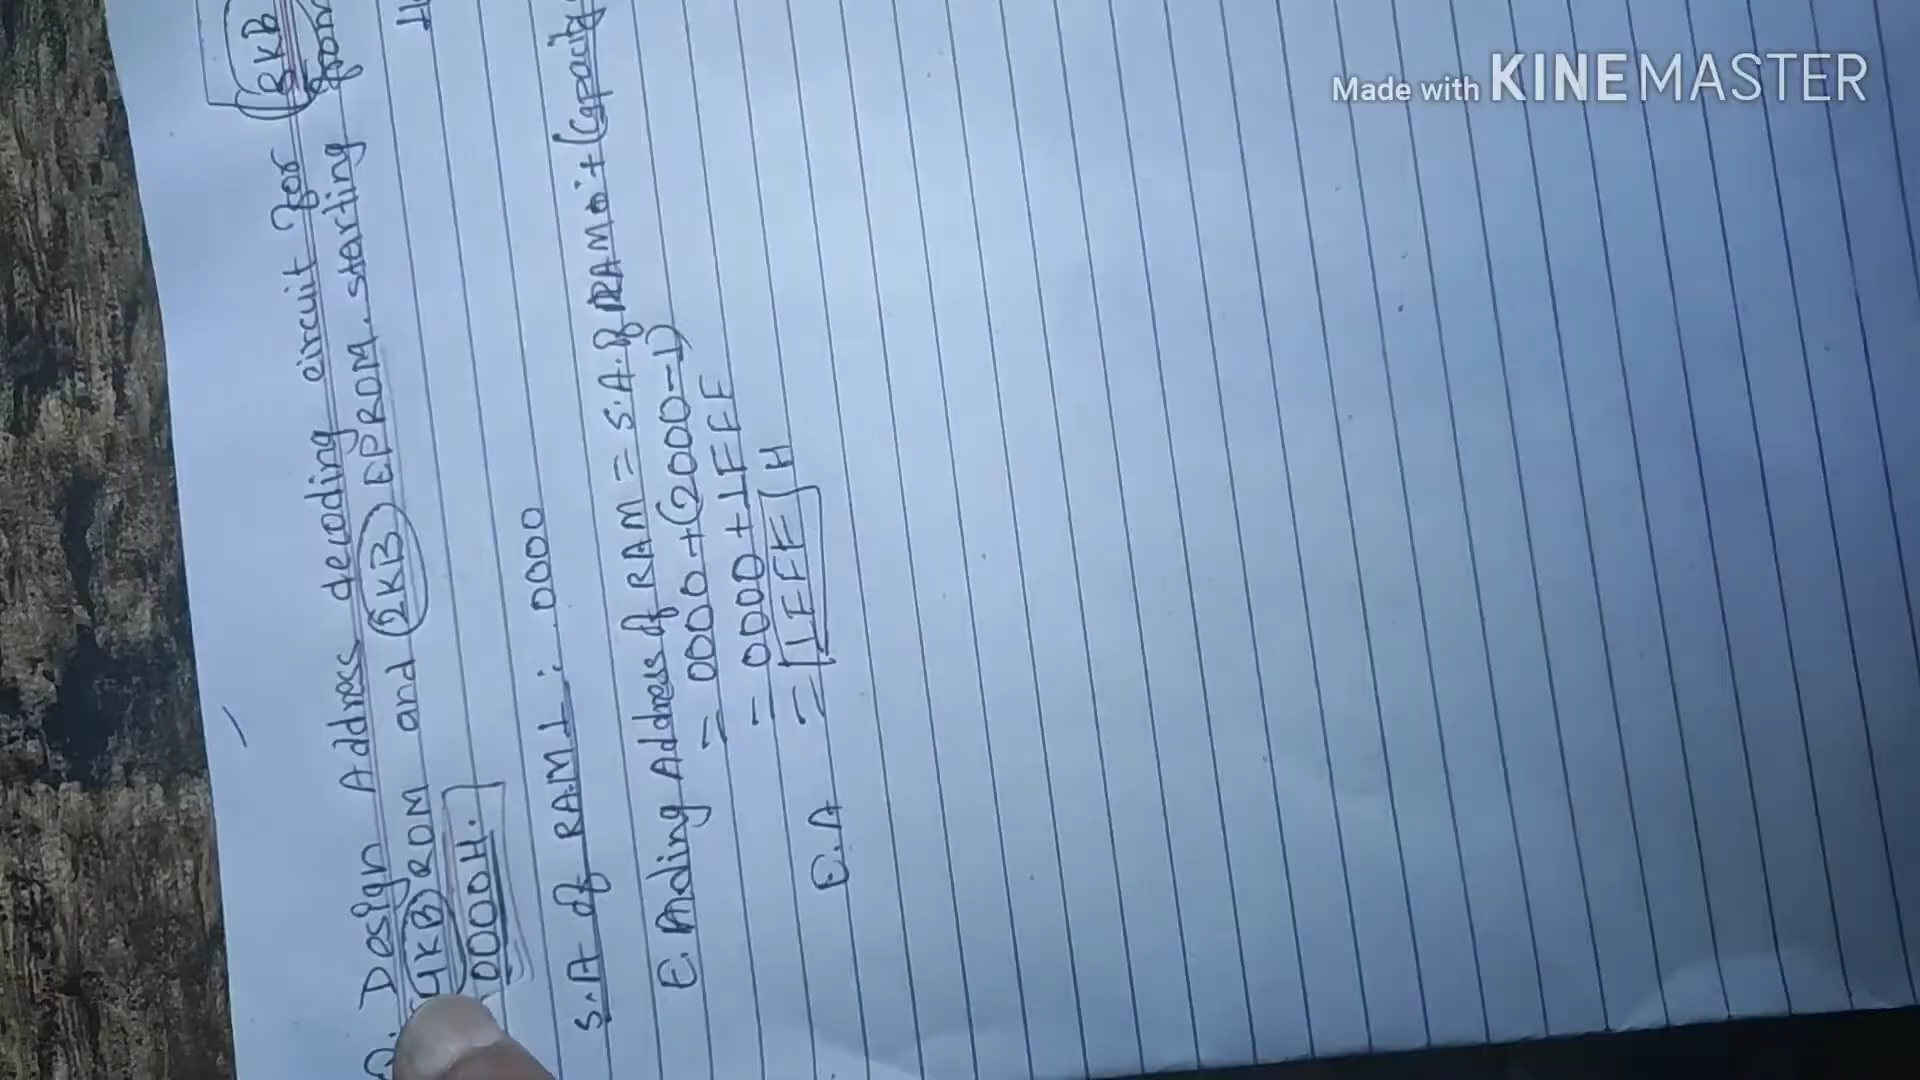 Made with KINEMASTER
Q. Design Address decoding circuit for (8KB
4KB ROM and 2KB EPROM. starting from
0000H.
S.A of RAM1: 0000
E. Anding Address of RAM = S.A. of RAM + (Capacity-
= 0000+(2000-1)
= 0000+1FFF
E.A = 1FFF H